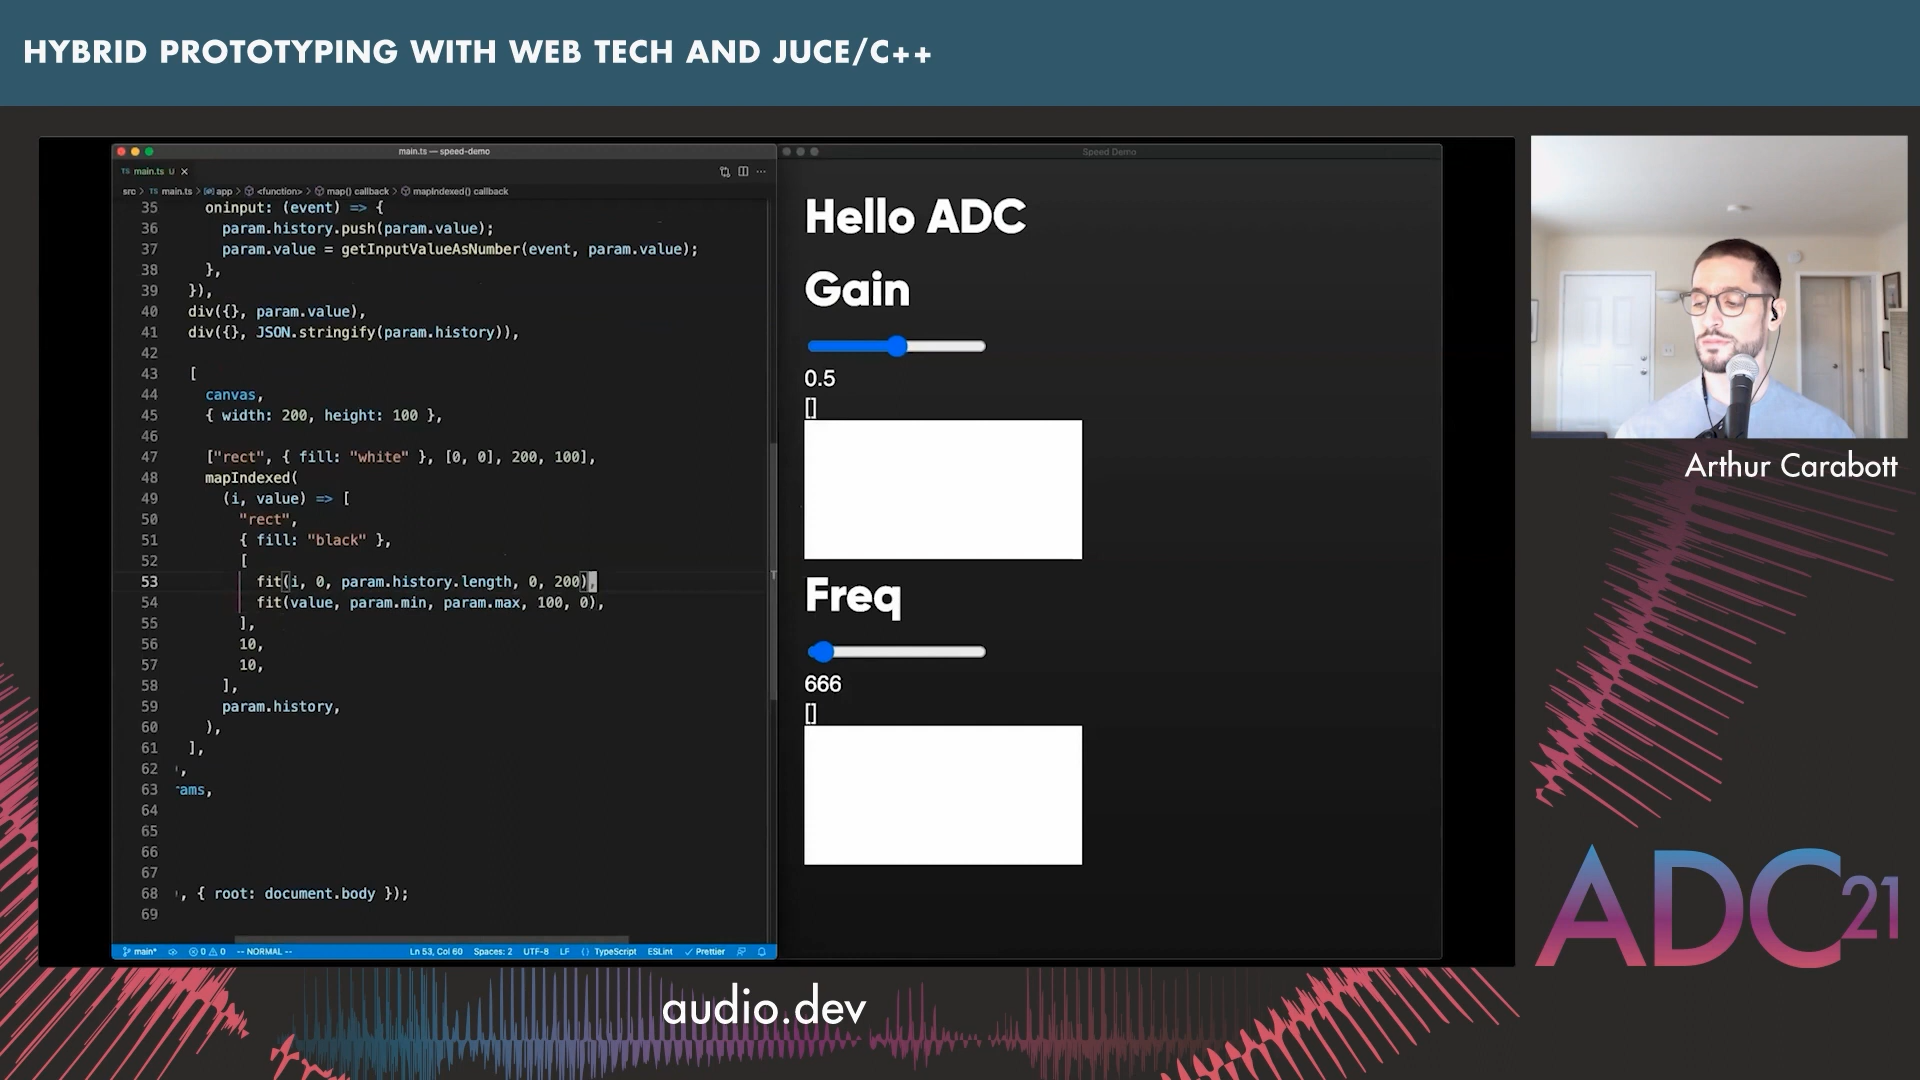 HYBRID PROTOTYPING WITH WEB TECH AND JUCE/C++
main.ts — speed-demo
TS main.ts U ×
src > TS main.ts > app > <function> > map() callback > mapIndexed() callback
35 oninput: (event) => {
36 param.history.push(param.value);
37 param.value = getInputValueAsNumber(event, param.value);
38 },
39 }),
40 div({}, param.value),
41 div({}, JSON.stringify(param.history)),
42
43 [
44 canvas,
45 { width: 200, height: 100 },
46
47 ["rect", { fill: "white" }, [0, 0], 200, 100],
48 mapIndexed(
49 (i, value) => [
50 "rect",
51 { fill: "black" },
52 [
53 fit(i, 0, param.history.length, 0, 200),
54 fit(value, param.min, param.max, 100, 0),
55 ],
56 10,
57 10,
58 ],
59 param.history,
60 ),
61 ],
62 ,
63 ams,
64
65
66
67
68 , { root: document.body });
69
main* 0 0 -- NORMAL -- Ln 53, Col 60 Spaces: 2 UTF-8 LF {} TypeScript ESLint ✓ Prettier
Speed Demo
Hello ADC
Gain
0.5
[]
Freq
666
[]
Arthur Carabott
ADC21
audio.dev